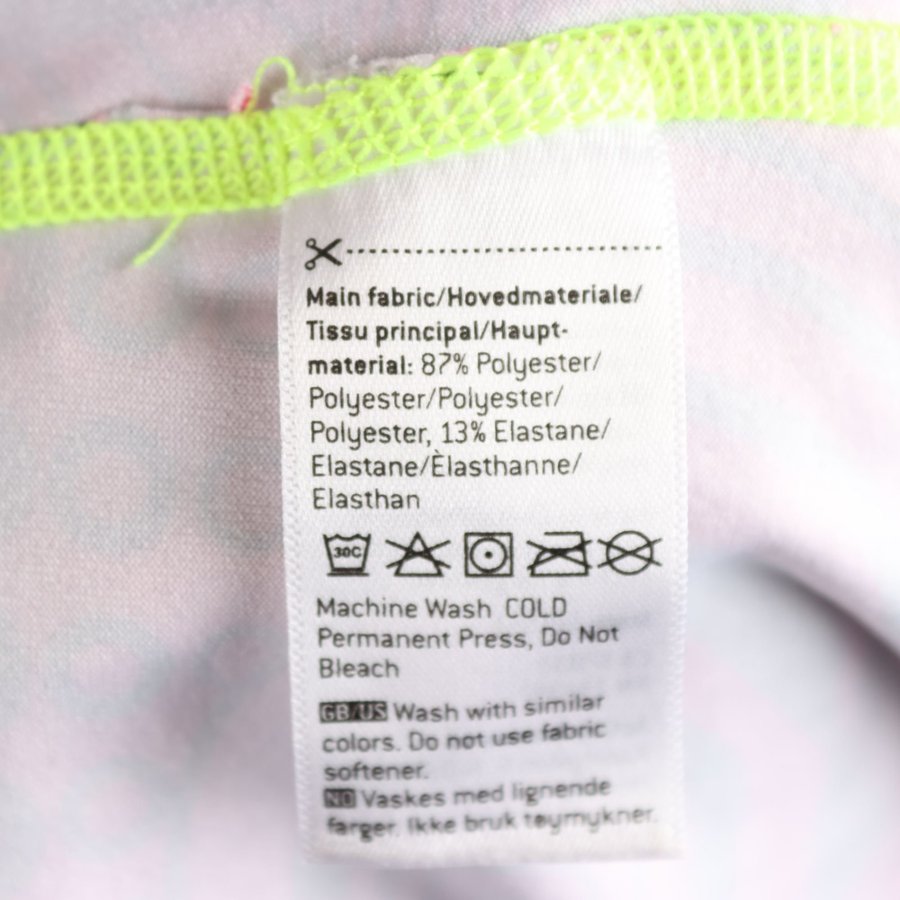 Main fabric/Hovedmateriale/
Tissu principal/Haupt-
material: 87% Polyester/
Polyester/Polyester/
Polyester, 13% Elastane/
Elastane/Èlasthanne/
Elasthan
30C
Machine Wash COLD
Permanent Press, Do Not
Bleach
GB/US Wash with similar
colors. Do not use fabric
softener.
NO Vaskes med lignende
farger. Ikke bruk tøymykner.